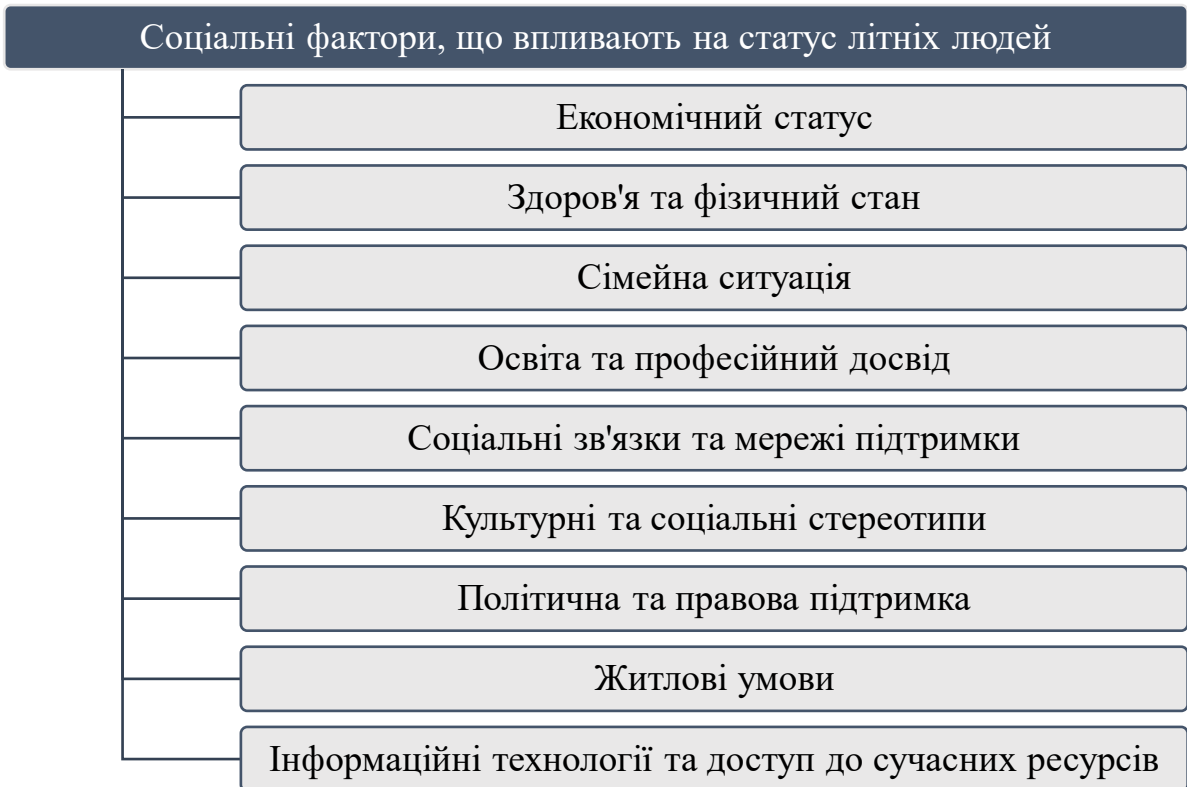 Соціальні фактори, що впливають на статус літніх людей
Економічний статус
Здоров'я та фізичний стан
Сімейна ситуація
Освіта та професійний досвід
Соціальні зв'язки та мережі підтримки
Культурні та соціальні стереотипи
Політична та правова підтримка
Житлові умови
Інформаційні технології та доступ до сучасних ресурсів